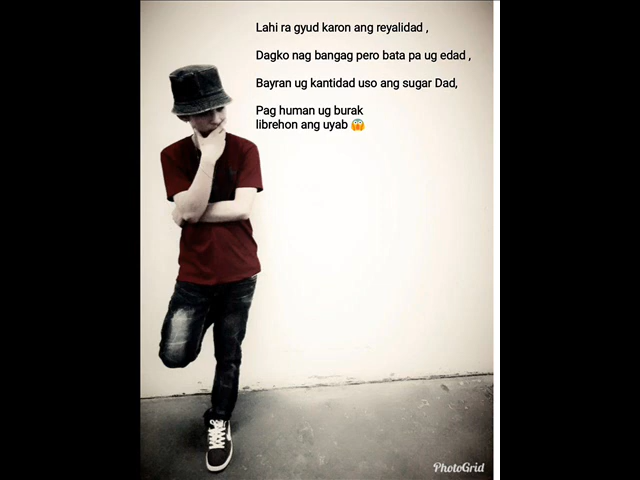 Lahi ra gyud karon ang reyalidad ,
Dagko nag bangag pero bata pa ug edad ,
Bayran ug kantidad uso ang sugar Dad,
Pag human ug burak
librehon ang uyab 😱
PhotoGrid